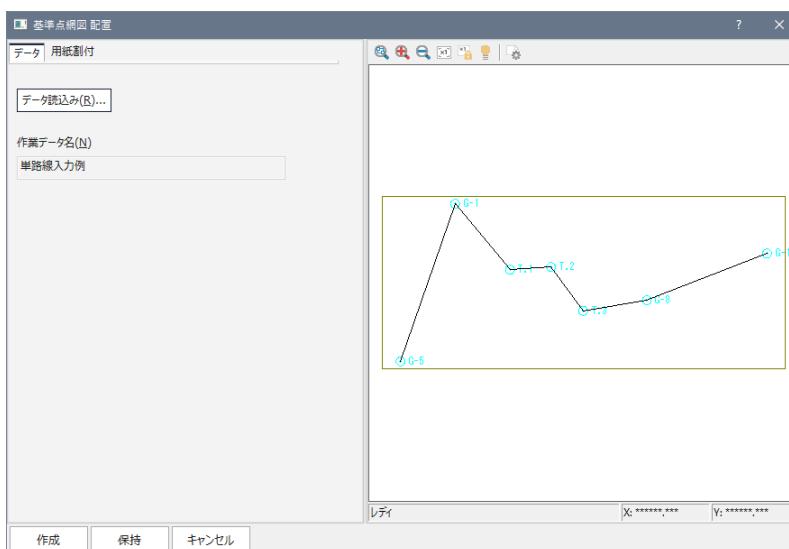 基準点網図 配置
データ 用紙割付
データ読込み(R)...
作業データ名(N)
単路線入力例
G-1
T.1 T.2
T.3
G-5
レディ X: ******.*** Y: ******.***
作成 保持 キャンセル